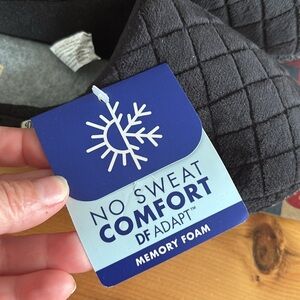 NO SWEAT
COMFORT
DF ADAPT™
MEMORY FOAM